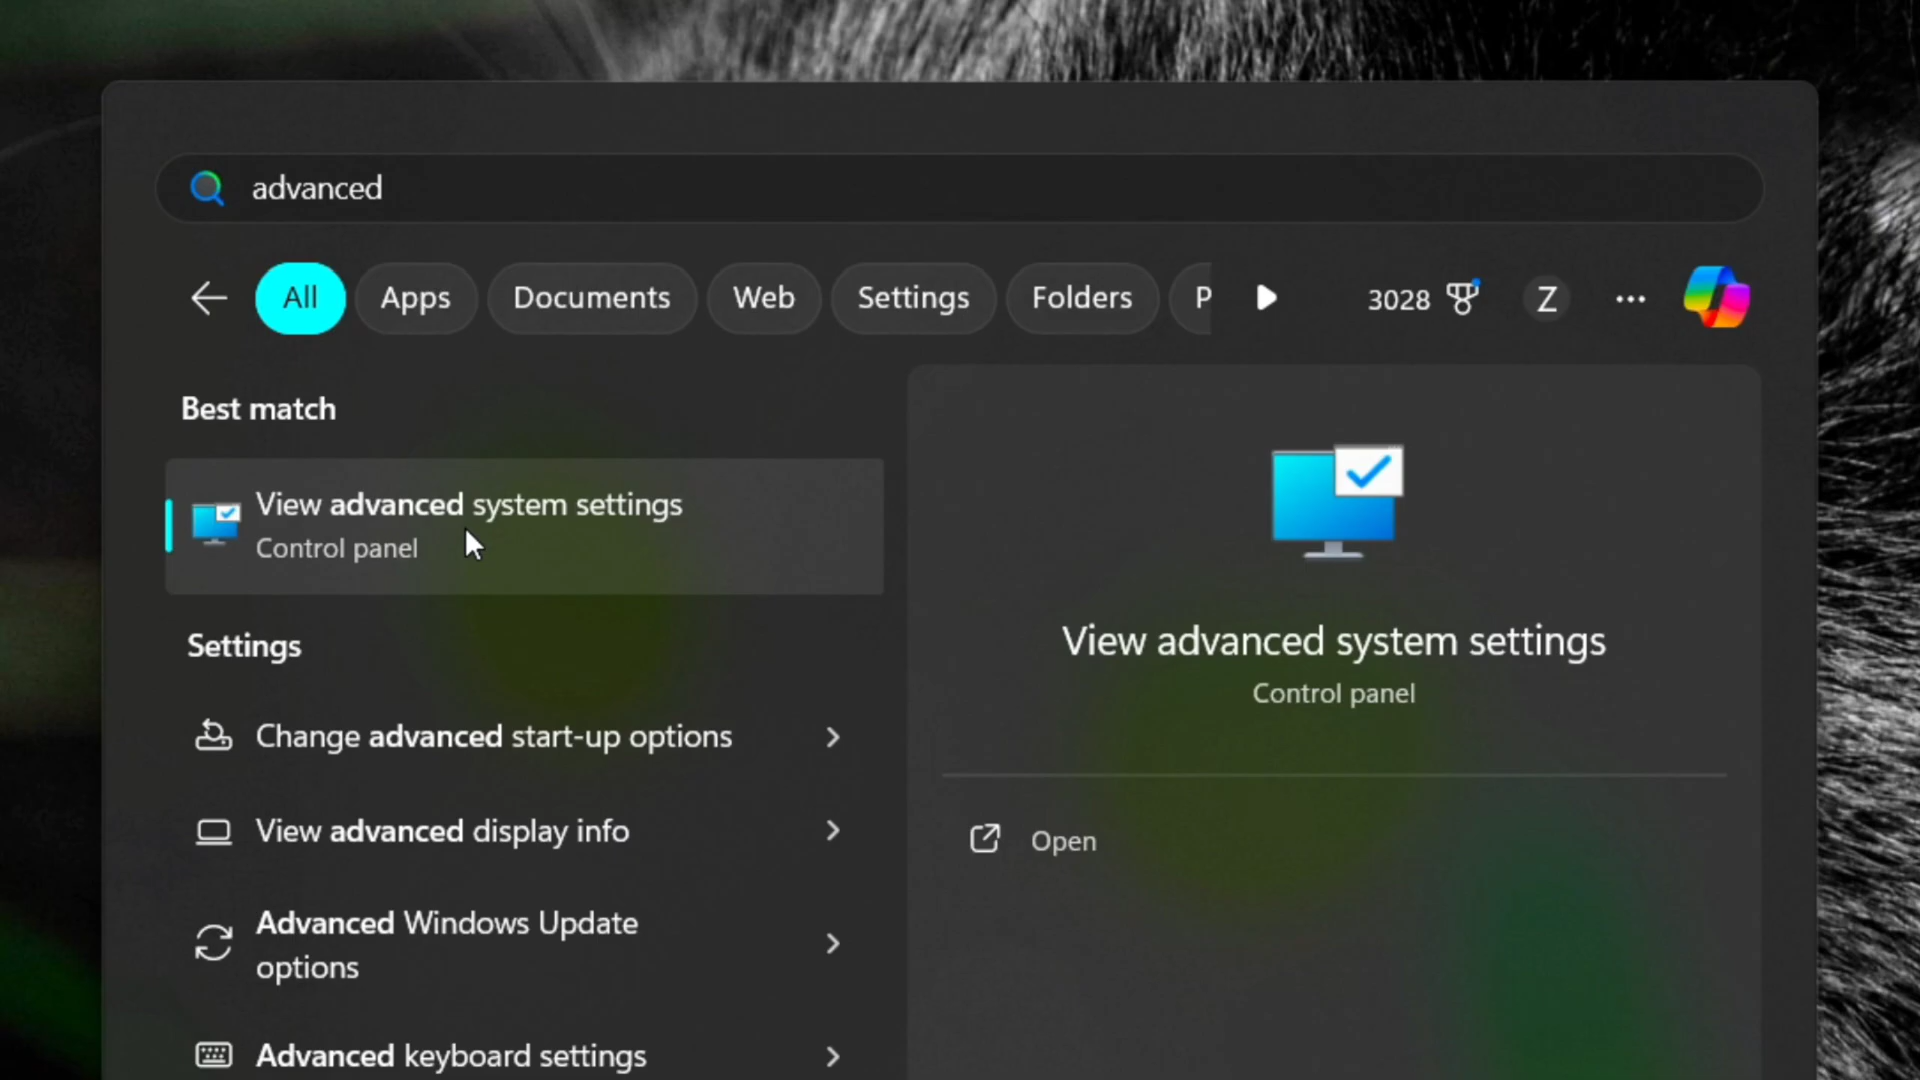 advanced
All Apps Documents Web Settings Folders P 3028 Z
Best match
View advanced system settings
Control panel
Settings
Change advanced start-up options
View advanced display info
Advanced Windows Update
options
Advanced keyboard settings
View advanced system settings
Control panel
Open